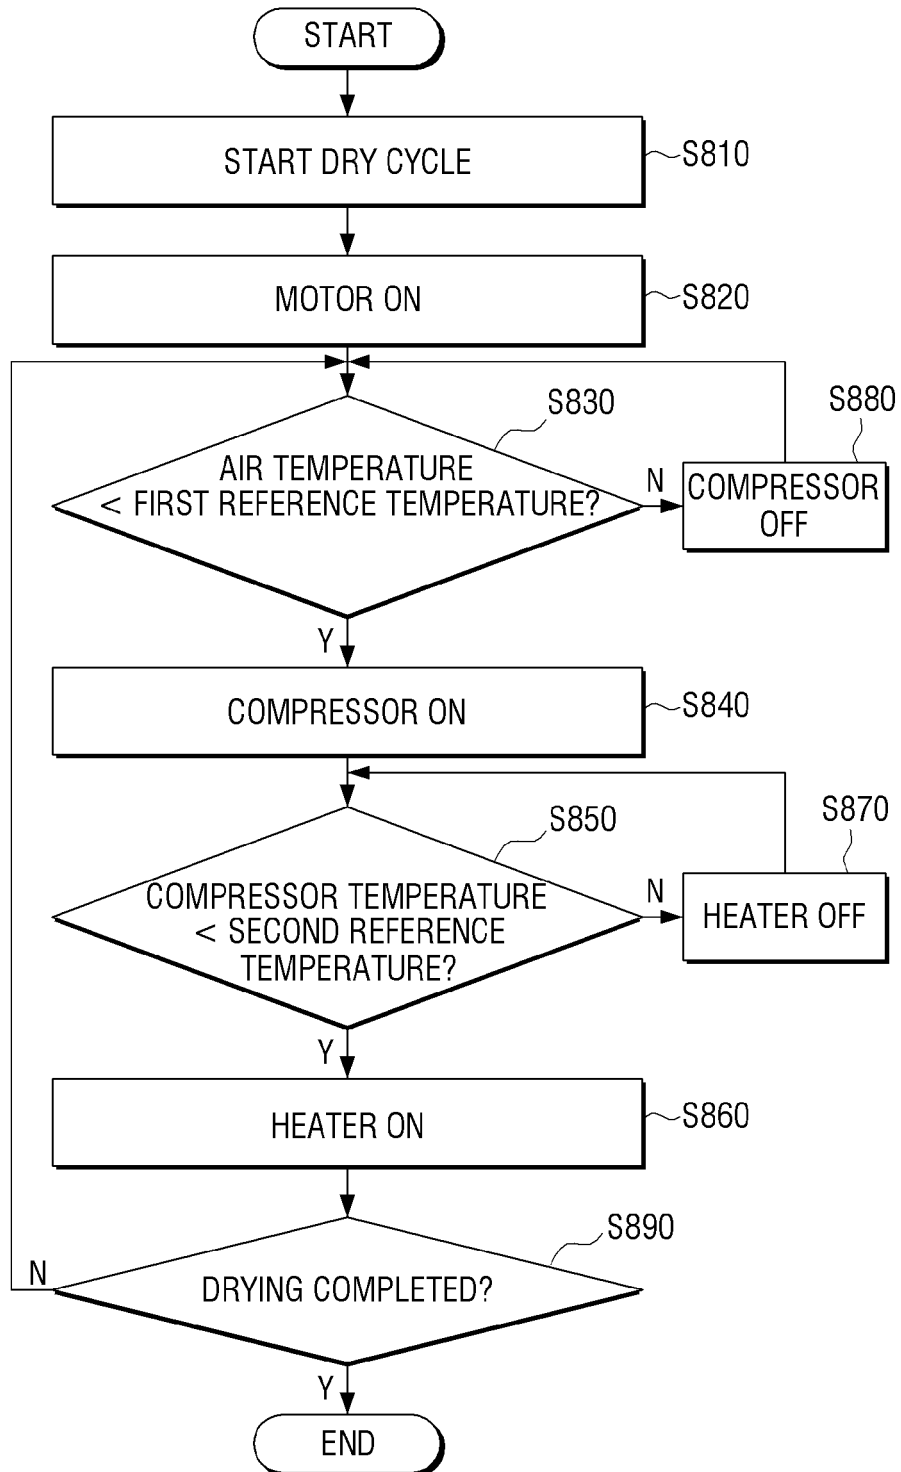 START
START DRY CYCLE
S810
MOTOR ON
S820
S830
S880
AIR TEMPERATURE
< FIRST REFERENCE TEMPERATURE?
N
COMPRESSOR
OFF
Y
COMPRESSOR ON
S840
S850
S870
COMPRESSOR TEMPERATURE
< SECOND REFERENCE
TEMPERATURE?
N
HEATER OFF
Y
HEATER ON
S860
S890
N
DRYING COMPLETED?
Y
END